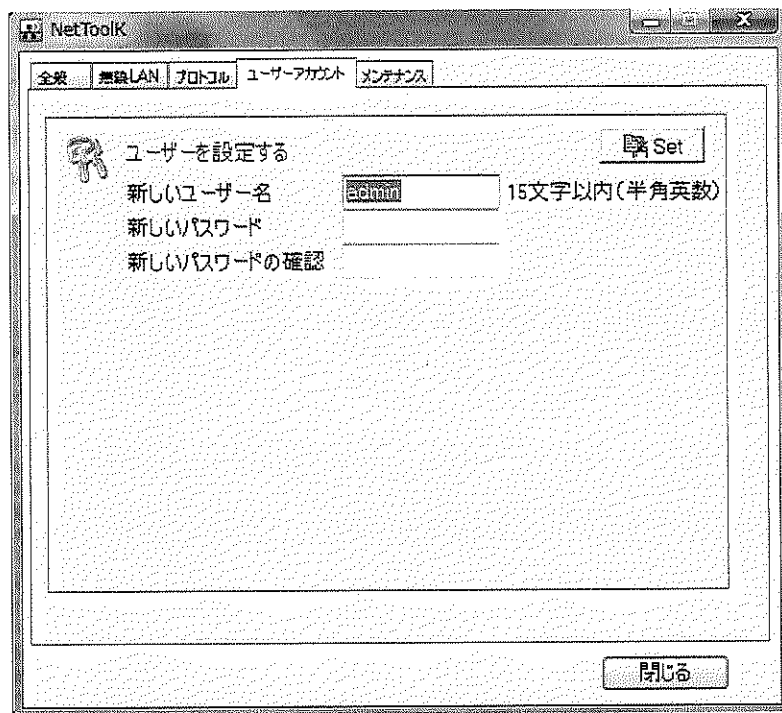 NetToolK
全般 無線LAN プロトコル ユーザーアカウント メンテナンス
ユーザーを設定する
Set
新しいユーザー名 admin 15文字以内(半角英数)
新しいパスワード
新しいパスワードの確認
閉じる